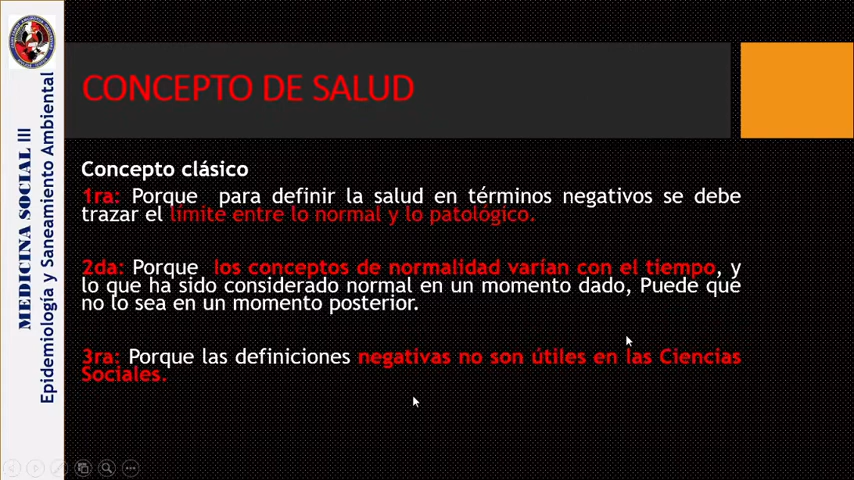 MEDICINA SOCIAL III
Epidemiología y Saneamiento Ambiental
CONCEPTO DE SALUD
Concepto clásico
1ra: Porque para definir la salud en términos negativos se debe
trazar el límite entre lo normal y lo patológico.
2da: Porque los conceptos de normalidad varían con el tiempo, y
lo que ha sido considerado normal en un momento dado, Puede que
no lo sea en un momento posterior.
3ra: Porque las definiciones negativas no son útiles en las Ciencias
Sociales.